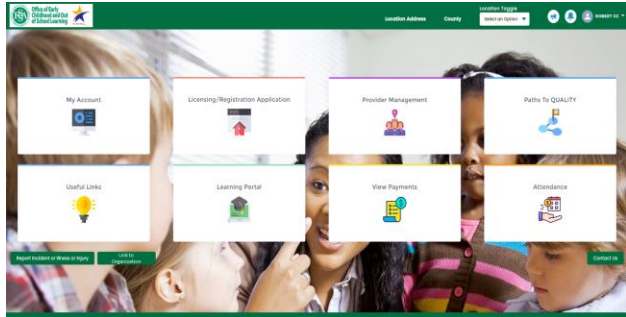 Office of Early
Childhood and Out
of School Learning
Location Address
County
Location Toggle
Select an Option
ROBERT
My Account
Licensing/Registration Application
Provider Management
Paths To QUALITY
Useful Links
Learning Portal
View Payments
Attendance
Report Incident or Illness or Injury
Link to
Organization
Contact Us